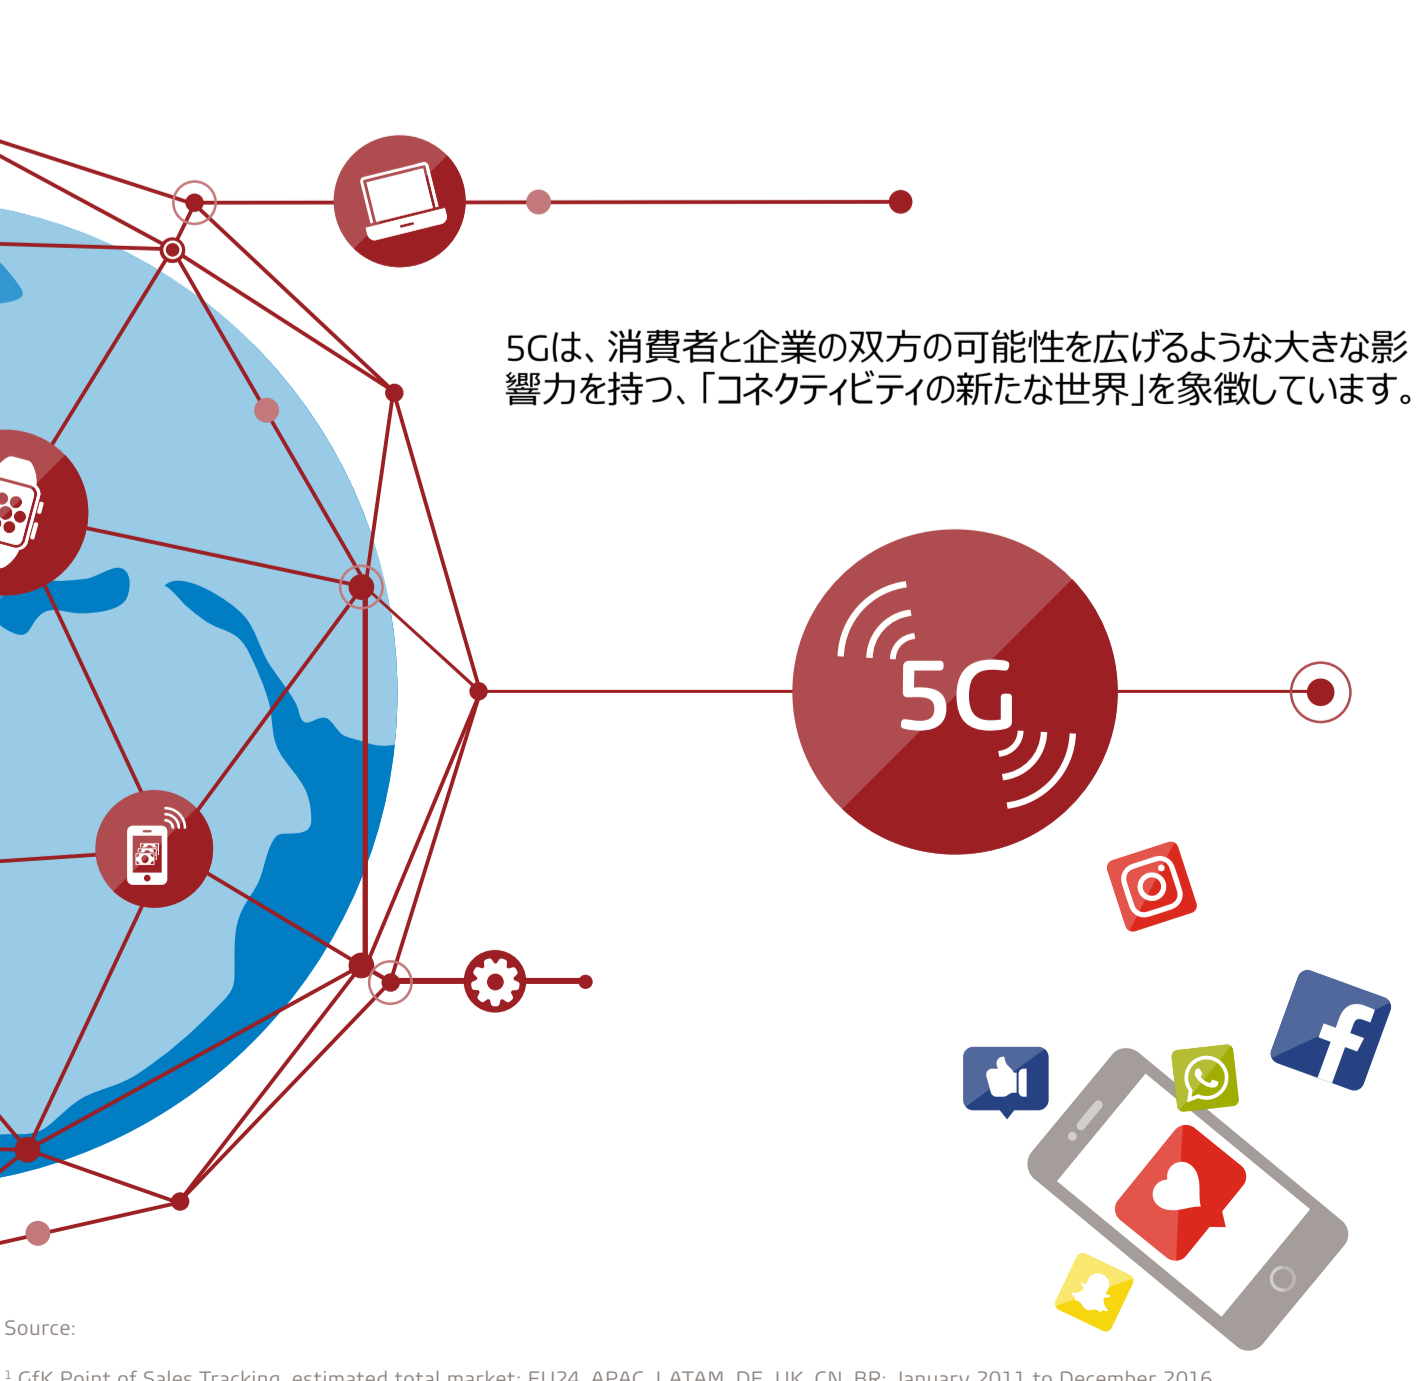 5Gは、消費者と企業の双方の可能性を広げるような大きな影
響力を持つ、「コネクティビティの新たな世界」を象徴しています。
5G
Source:
¹ GfK Point of Sales Tracking, estimated total market: EU24, APAC, LATAM, DE, UK, CN, BR; January 2011 to December 2016